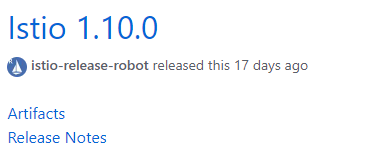 Istio 1.10.0
istio-release-robot released this 17 days ago
Artifacts
Release Notes